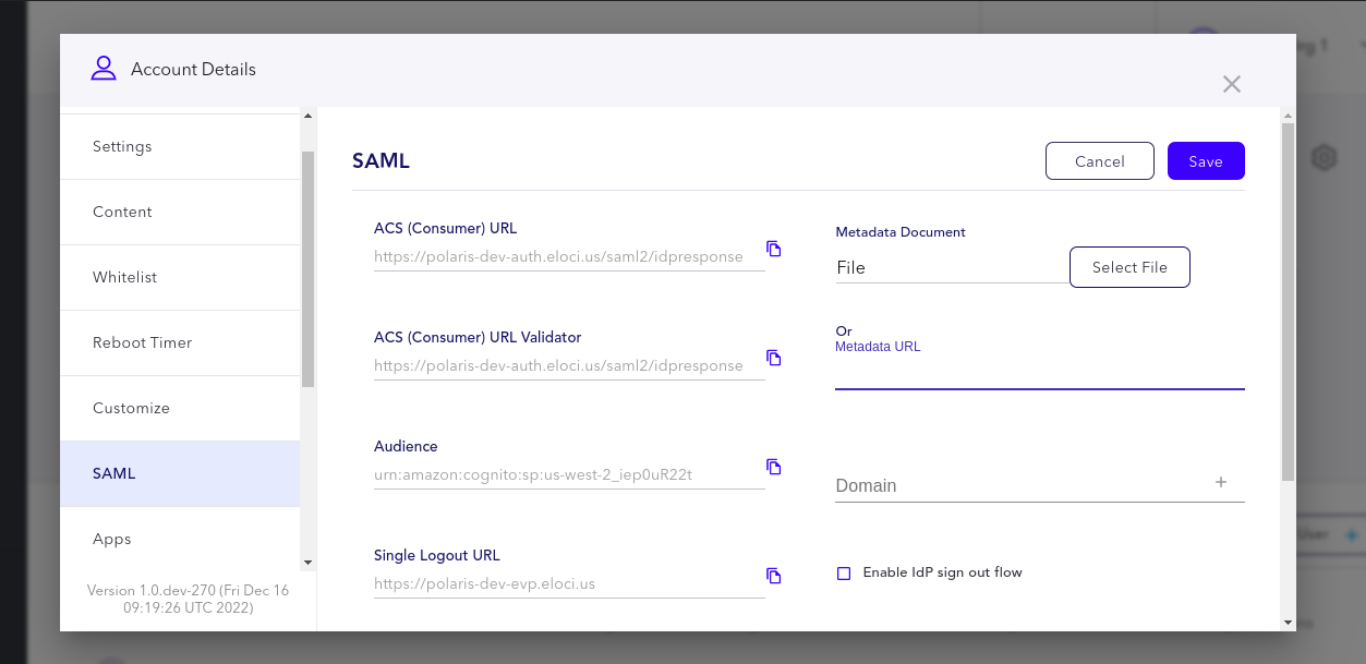 Account Details
Settings
Content
Whitelist
Reboot Timer
Customize
SAML
Apps
Version 1.0.dev-270 (Fri Dec 16
09:19:26 UTC 2022)
SAML
Cancel
Save
ACS (Consumer) URL
https://polaris-dev-auth.eloci.us/saml2/idpresponse
ACS (Consumer) URL Validator
https://polaris-dev-auth.eloci.us/saml2/idpresponse
Audience
urn:amazon:cognito:sp:us-west-2_iep0uR22t
Single Logout URL
https://polaris-dev-evp.eloci.us
Metadata Document
File
Select File
Or
Metadata URL
Domain
Enable IdP sign out flow
User